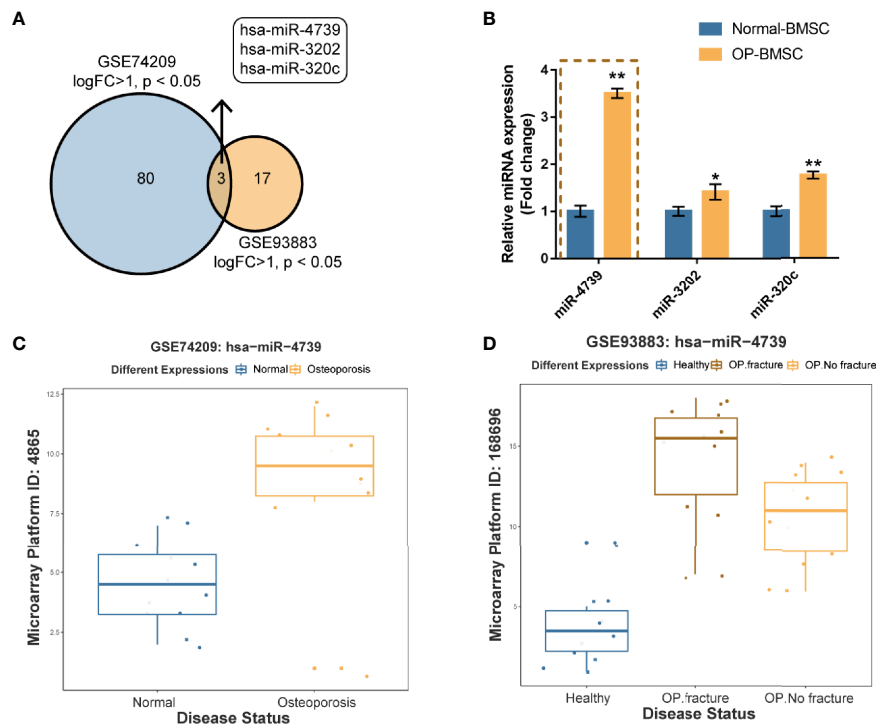 A
hsa-miR-4739
hsa-miR-3202
hsa-miR-320c
GSE74209
logFC>1, p < 0.05
80
3
17
GSE93883
logFC>1, p < 0.05
B
Normal-BMSC
OP-BMSC
Relative miRNA expression
(Fold change)
4
3
2
1
0
**
*
**
miR-4739
miR-3202
miR-320c
C
GSE74209: hsa−miR−4739
Different Expressions Normal Osteoporosis
Microarray Platform ID: 4865
12.5
10.0
7.5
5.0
2.5
Normal
Osteoporosis
Disease Status
D
GSE93883: hsa−miR−4739
Different Expressions Healthy OP.fracture OP.No fracture
Microarray Platform ID: 168696
15
10
5
Healthy
OP.fracture
OP.No fracture
Disease Status